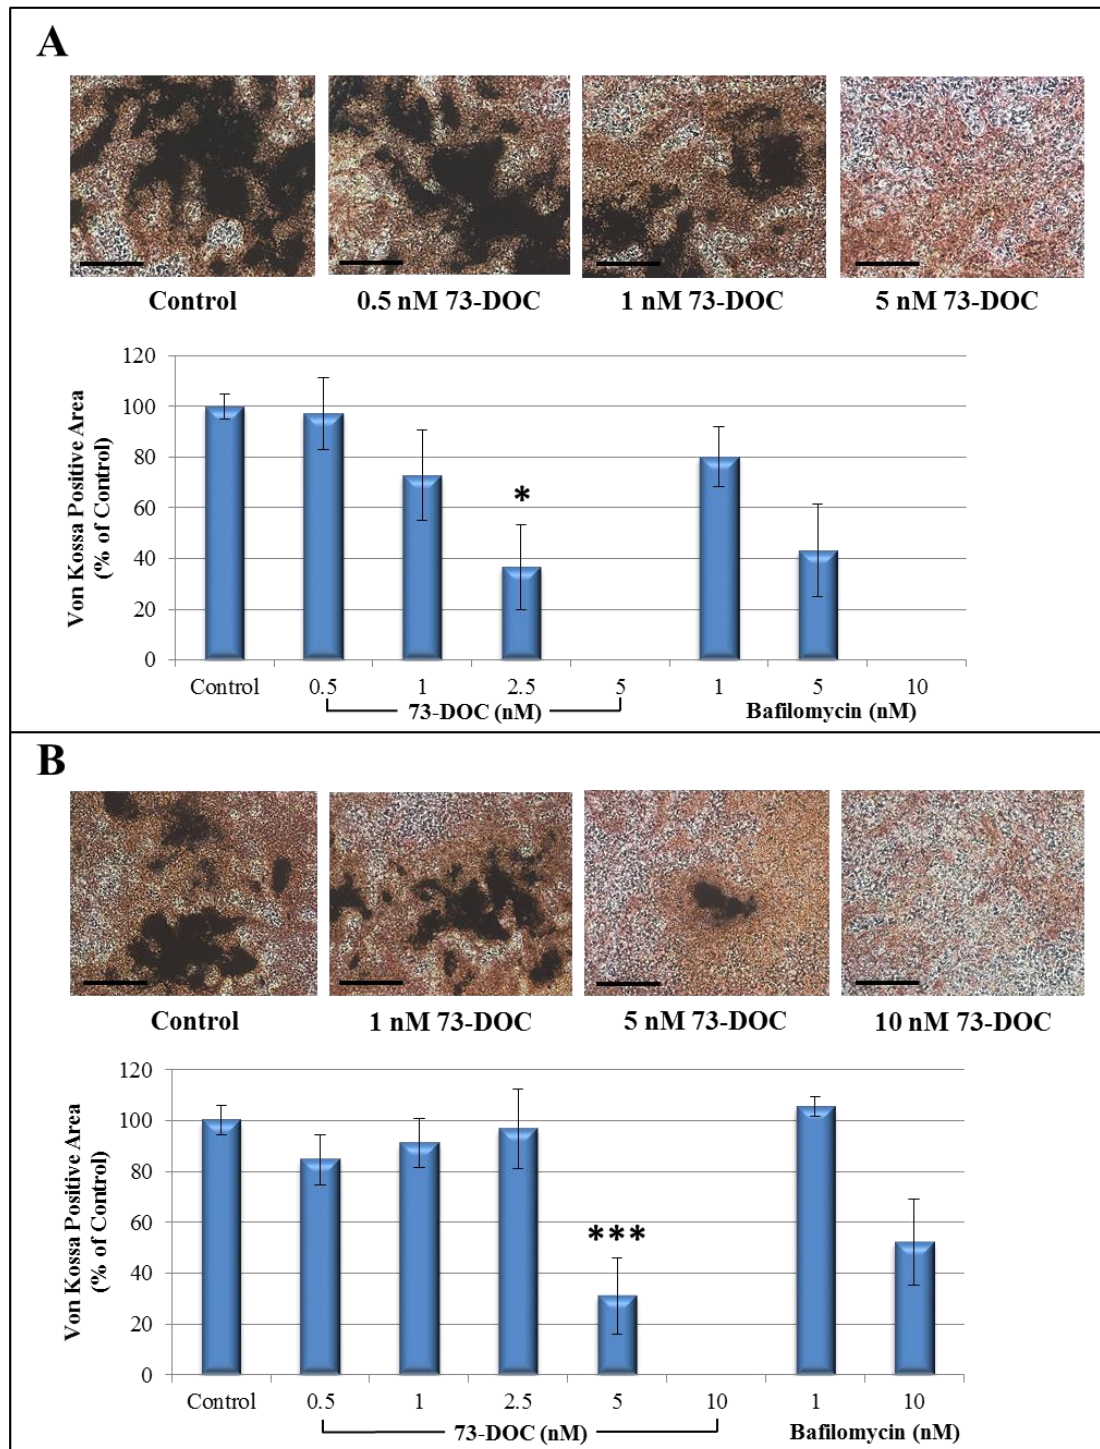 A
Control 0.5 nM 73-DOC 1 nM 73-DOC 5 nM 73-DOC
Von Kossa Positive Area
(% of Control)
120
100
80
60
40
20
0
*
Control 0.5 1 2.5 5 1 5 10
73-DOC (nM) Bafilomycin (nM)
B
Control 1 nM 73-DOC 5 nM 73-DOC 10 nM 73-DOC
Von Kossa Positive Area
(% of Control)
120
100
80
60
40
20
0
***
Control 0.5 1 2.5 5 10 1 10
73-DOC (nM) Bafilomycin (nM)